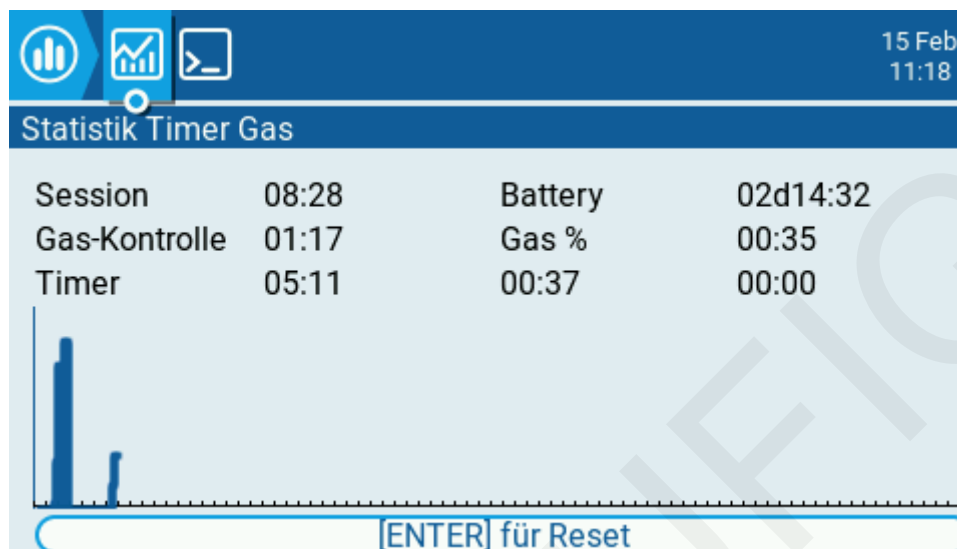 15 Feb
11:18
Statistik Timer Gas
Session 08:28 Battery 02d14:32
Gas-Kontrolle 01:17 Gas % 00:35
Timer 05:11 00:37 00:00
[ENTER] für Reset